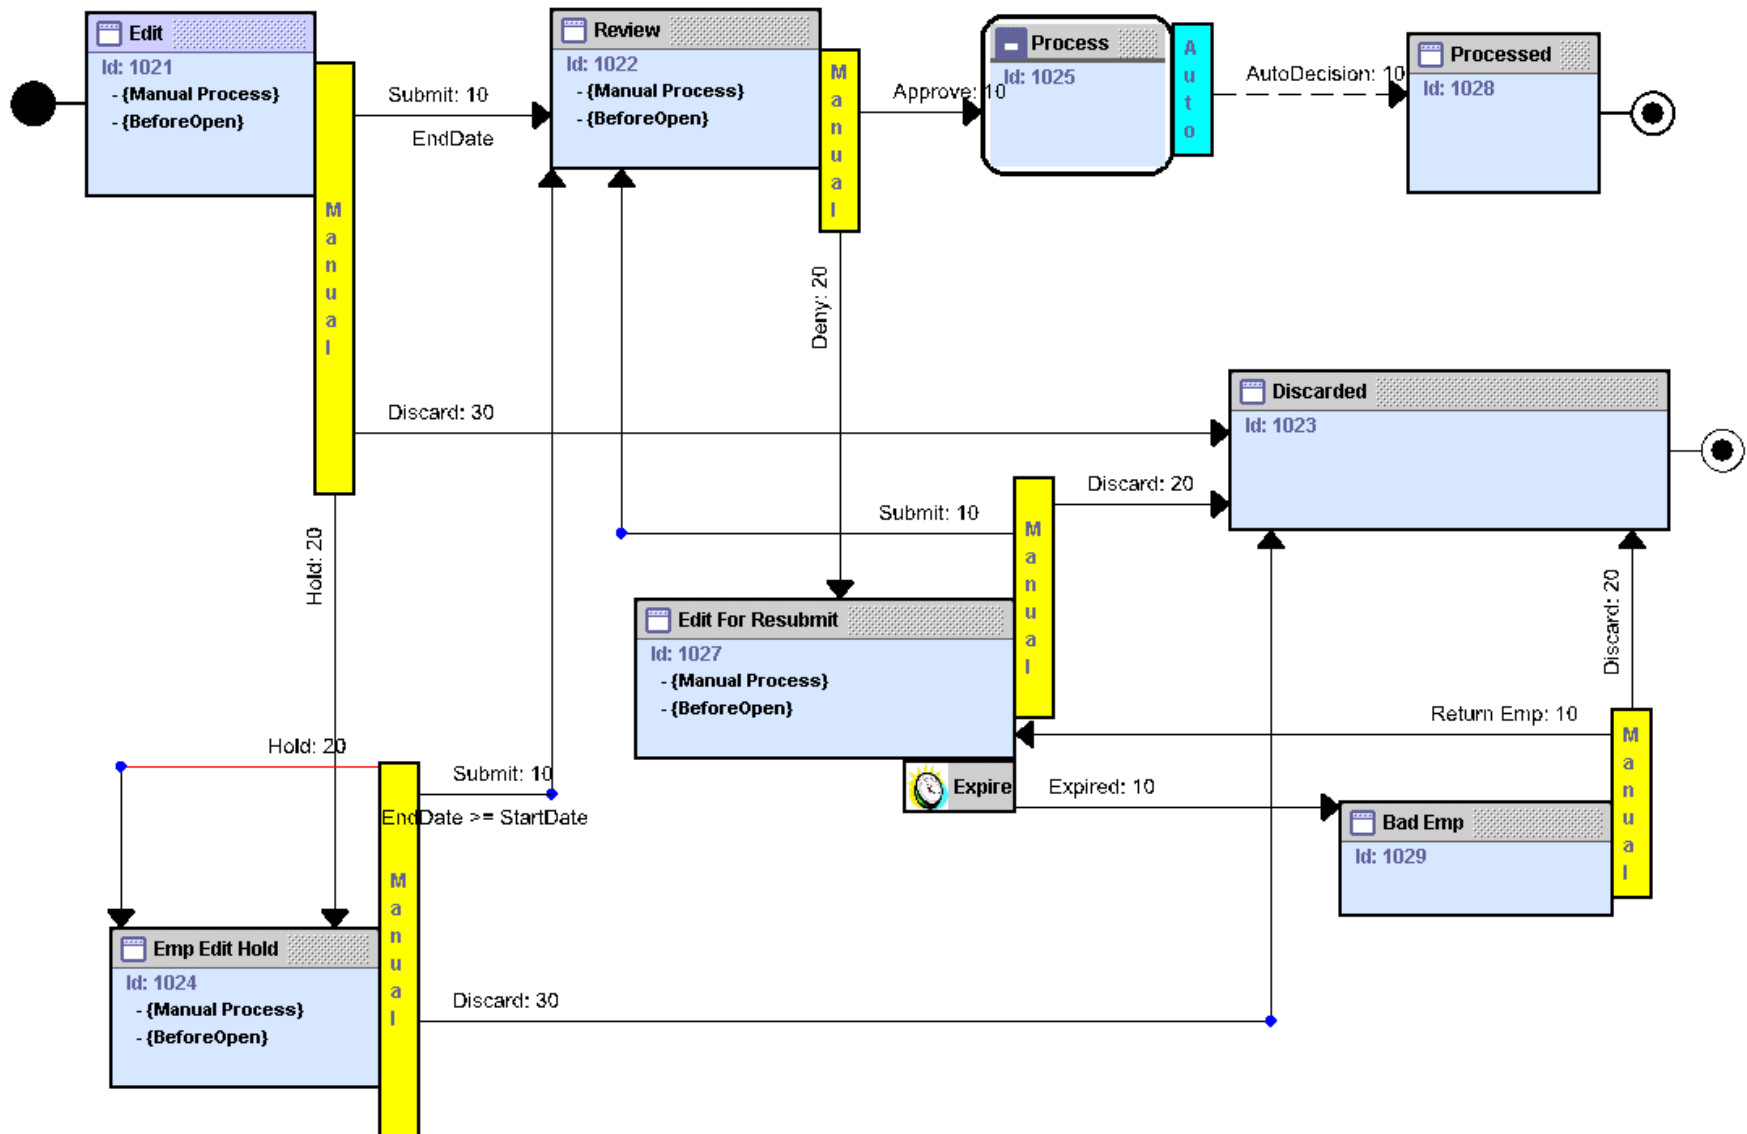 Edit
Id: 1021
- {Manual Process}
- {BeforeOpen}
Manual
Submit: 10
EndDate
Review
Id: 1022
- {Manual Process}
- {BeforeOpen}
Manual
Approve: 10
Process
Id: 1025
Auto
AutoDecision: 10
Processed
Id: 1028
Deny: 20
Discard: 30
Discarded
Id: 1023
Hold: 20
Submit: 10
Manual
Discard: 20
Edit For Resubmit
Id: 1027
- {Manual Process}
- {BeforeOpen}
Expire
Expired: 10
Return Emp: 10
Discard: 20
Manual
Bad Emp
Id: 1029
Hold: 20
Submit: 10
EndDate >= StartDate
Manual
Emp Edit Hold
Id: 1024
- {Manual Process}
- {BeforeOpen}
Discard: 30